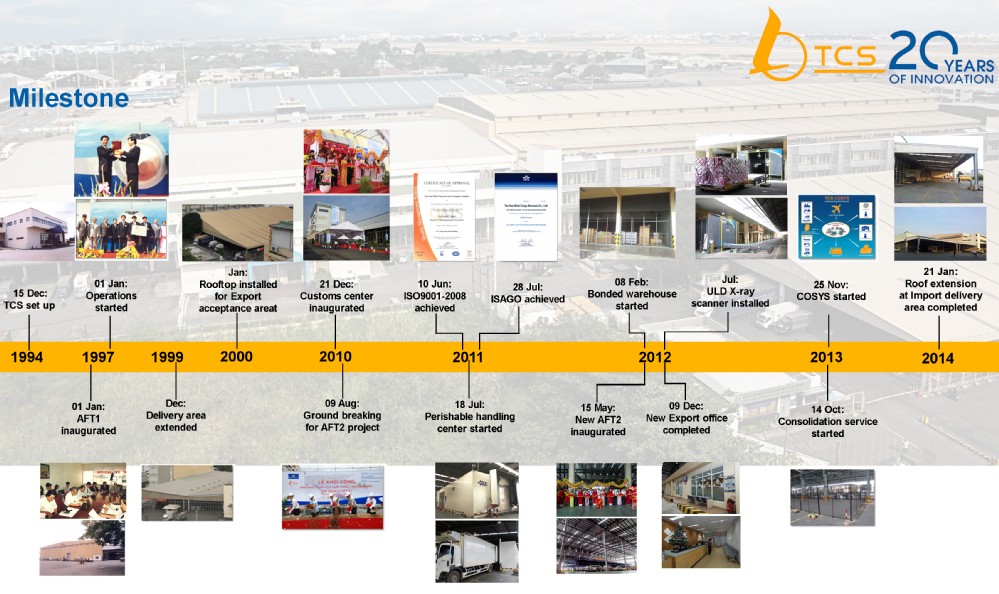 TCS 20 YEARS
OF INNOVATION
Milestone
CERTIFICATE OF APPROVAL
TCS COSYS
15 Dec:
TCS set up
01 Jan:
Operations
started
Jan:
Rooftop installed
for Export
acceptance areat
21 Dec:
Customs center
inaugurated
10 Jun:
ISO9001-2008
achieved
28 Jul:
ISAGO achieved
08 Feb:
Bonded warehouse
started
Jul:
ULD X-ray
scanner installed
25 Nov:
COSYS started
21 Jan:
Roof extension
at Import delivery
area completed
1994 1997 1999 2000 2010 2011 2012 2013 2014
01 Jan:
AFT1
inaugurated
Dec:
Delivery area
extended
09 Aug:
Ground breaking
for AFT2 project
18 Jul:
Perishable handling
center started
15 May:
New AFT2
inaugurated
09 Dec:
New Export office
completed
14 Oct:
Consolidation service
started
LỄ KHỞI CÔNG